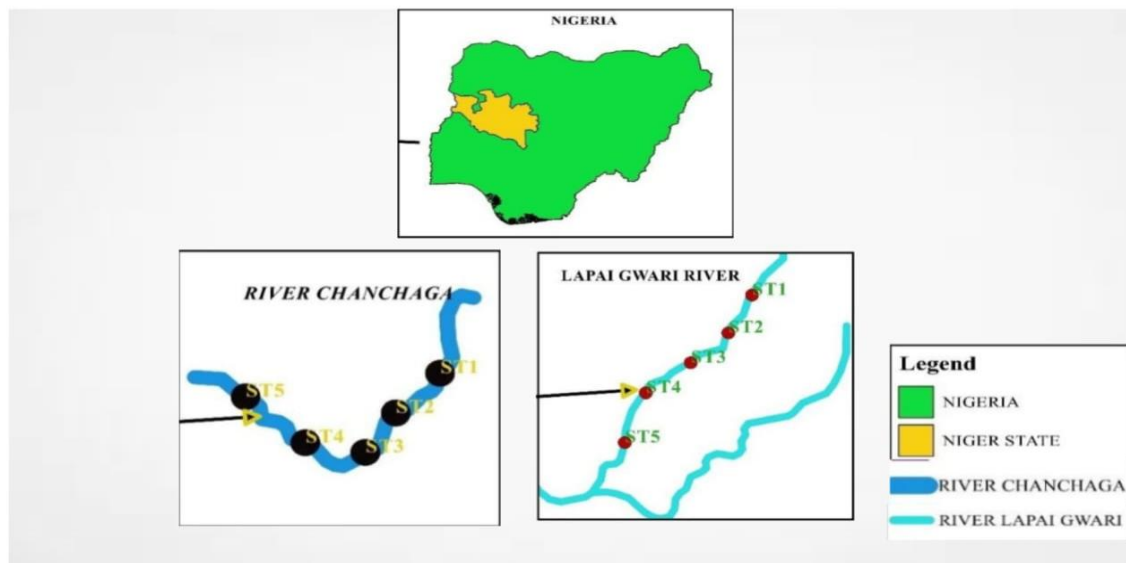 NIGERIA
RIVER CHANCHAGA
ST1
ST2
ST3
ST4
ST5
LAPAI GWARI RIVER
ST1
ST2
ST3
ST4
ST5
Legend
NIGERIA
NIGER STATE
RIVER CHANCHAGA
RIVER LAPAI GWARI